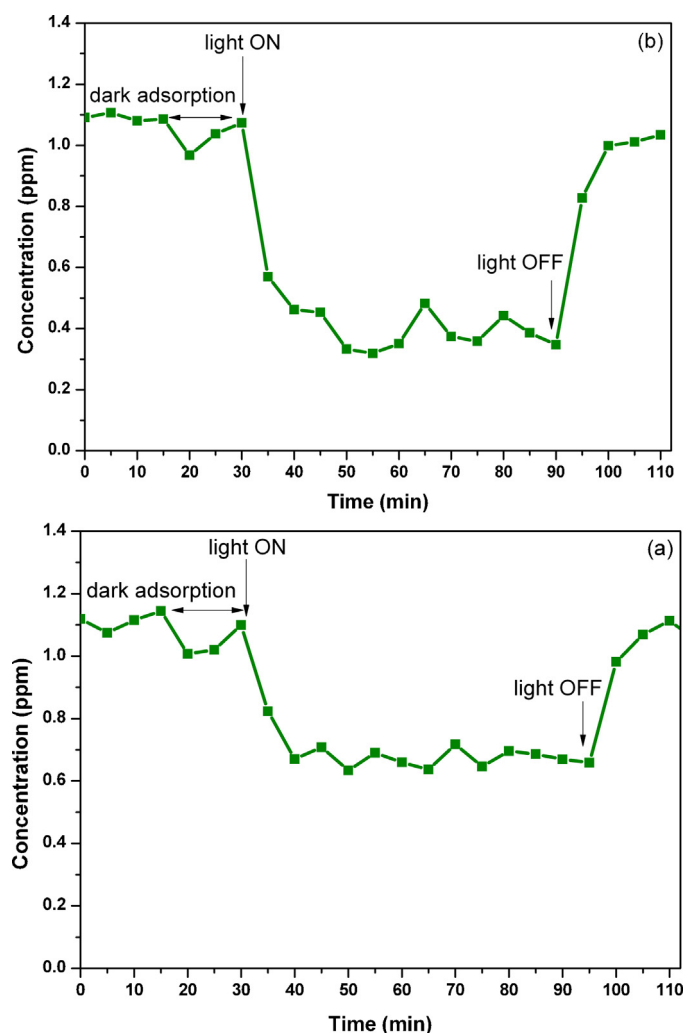 1.4
light ON
(b)
1.2
dark adsorption
1.0
0.8
Concentration (ppm)
0.6
light OFF
0.4
0.2
0.0
0 10 20 30 40 50 60 70 80 90 100 110
Time (min)
1.4
light ON
(a)
1.2
dark adsorption
1.0
light OFF
0.8
Concentration (ppm)
0.6
0.4
0.2
0.0
0 10 20 30 40 50 60 70 80 90 100 110
Time (min)